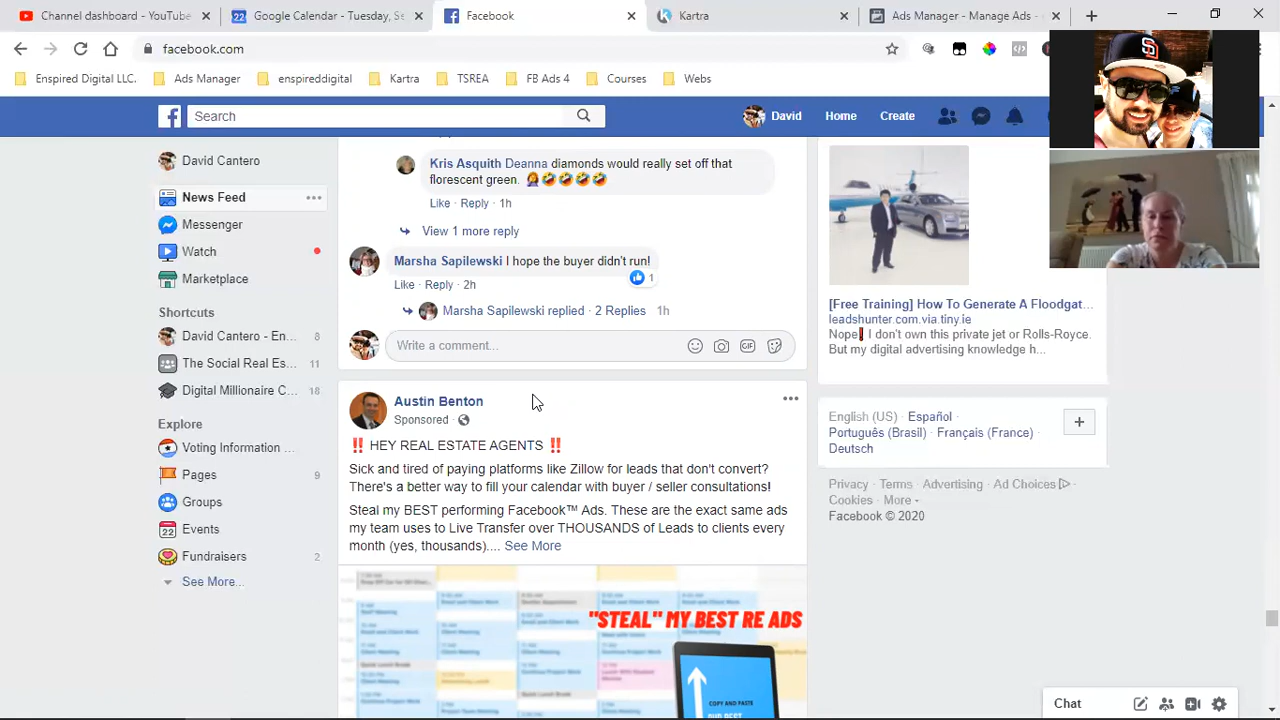 Channel dashboard - YouTube
Google Calendar - Tuesday, Se
Facebook
Kartra
Ads Manager - Manage Ads -
facebook.com
Enspired Digital LLC.
Ads Manager
enspireddigital
Kartra
FB Ads 4
Courses
Webs
Search
David
Home
Create
David Cantero
News Feed
Messenger
Watch
Marketplace
Shortcuts
David Cantero - En... 8
The Social Real Es... 11
Digital Millionaire C... 18
Explore
Voting Information ...
Pages 9
Groups
Events
Fundraisers 2
See More...
Kris Asquith Deanna diamonds would really set off that
florescent green.
Like · Reply · 1h
View 1 more reply
Marsha Sapilewski I hope the buyer didn't run!
1
Like · Reply · 2h
Marsha Sapilewski replied · 2 Replies 1h
Write a comment...
GIF
Austin Benton
Sponsored ·
‼ HEY REAL ESTATE AGENTS ‼
Sick and tired of paying platforms like Zillow for leads that don't convert?
There's a better way to fill your calendar with buyer / seller consultations!
Steal my BEST performing Facebook™ Ads. These are the exact same ads
my team uses to Live Transfer over THOUSANDS of Leads to clients every
month (yes, thousands).... See More
"STEAL" MY BEST RE ADS
COPY AND PASTE
[Free Training] How To Generate A Floodgat...
leadshunter.com.via.tiny.ie
Nope❗ I don't own this private jet or Rolls-Royce.
But my digital advertising knowledge h...
English (US) · Español ·
Português (Brasil) · Français (France) ·
Deutsch
Privacy · Terms · Advertising · Ad Choices ·
Cookies · More
Facebook © 2020
Chat